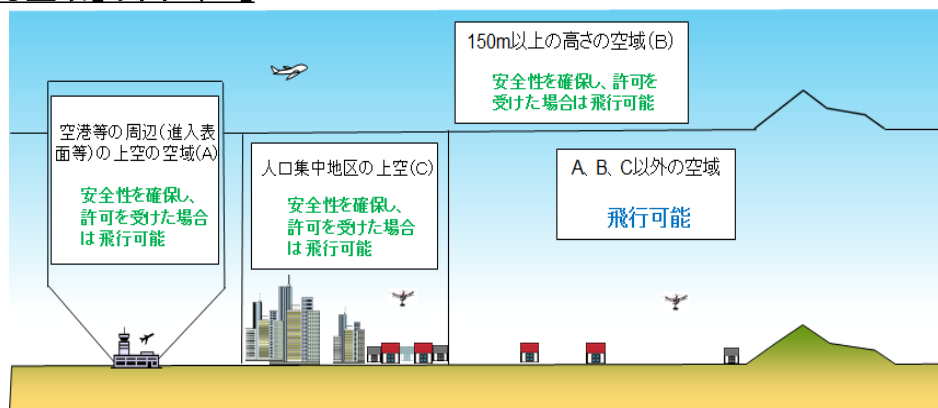 150m以上の高さの空域(B)
安全性を確保し、許可を
受けた場合は飛行可能
空港等の周辺(進入表
面等)の上空の空域(A)
安全性を確保し、
許可を受けた場合
は飛行可能
人口集中地区の上空(C)
安全性を確保し、
許可を受けた場合
は飛行可能
A、B、C以外の空域
飛行可能